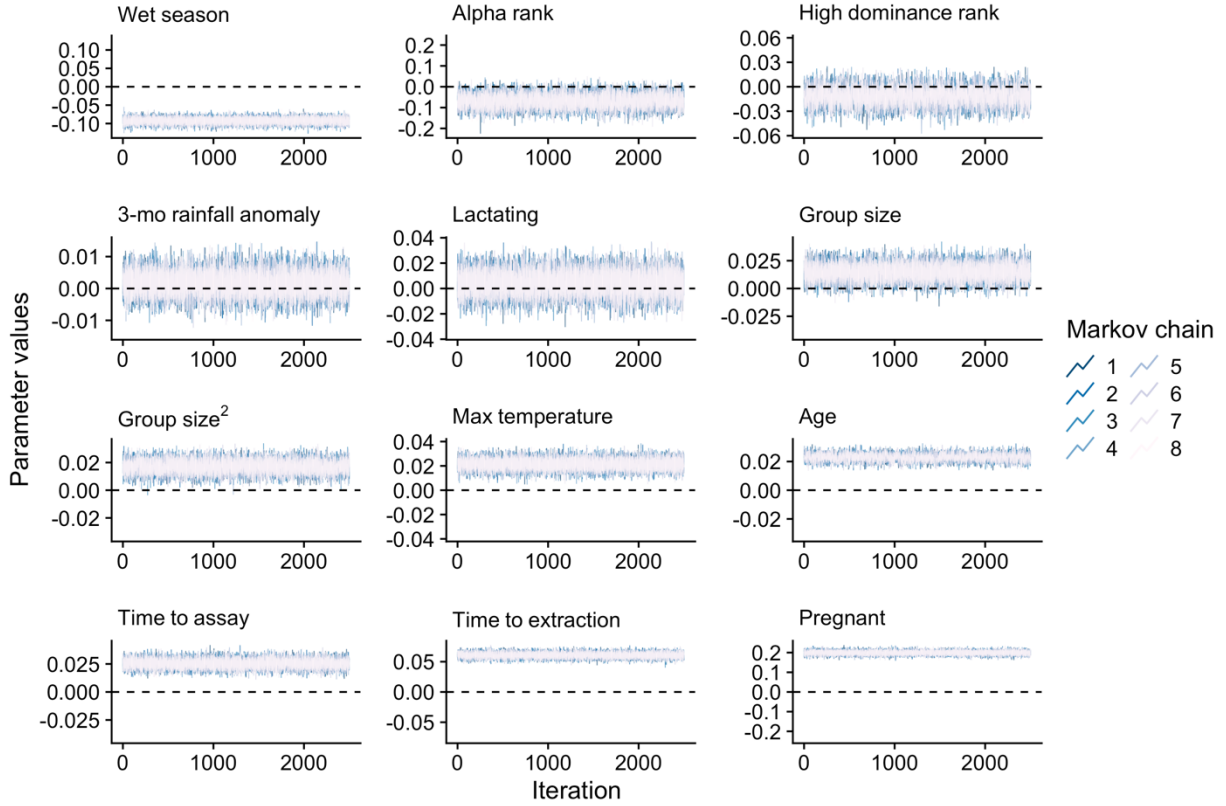 Wet season
0.10
0.05
0.00
-0.05
-0.10
0 1000 2000
Alpha rank
0.2
0.1
0.0
-0.1
-0.2
0 1000 2000
High dominance rank
0.06
0.03
0.00
-0.03
-0.06
0 1000 2000
3-mo rainfall anomaly
0.01
0.00
-0.01
0 1000 2000
Lactating
0.04
0.02
0.00
-0.02
-0.04
0 1000 2000
Group size
0.025
0.000
-0.025
0 1000 2000
Group size²
0.02
0.00
-0.02
0 1000 2000
Max temperature
0.04
0.02
0.00
-0.02
-0.04
0 1000 2000
Age
0.02
0.00
-0.02
0 1000 2000
Time to assay
0.025
0.000
-0.025
0 1000 2000
Time to extraction
0.05
0.00
-0.05
0 1000 2000
Pregnant
0.2
0.1
0.0
-0.1
-0.2
0 1000 2000
Parameter values
Iteration
Markov chain
1 5
2 6
3 7
4 8